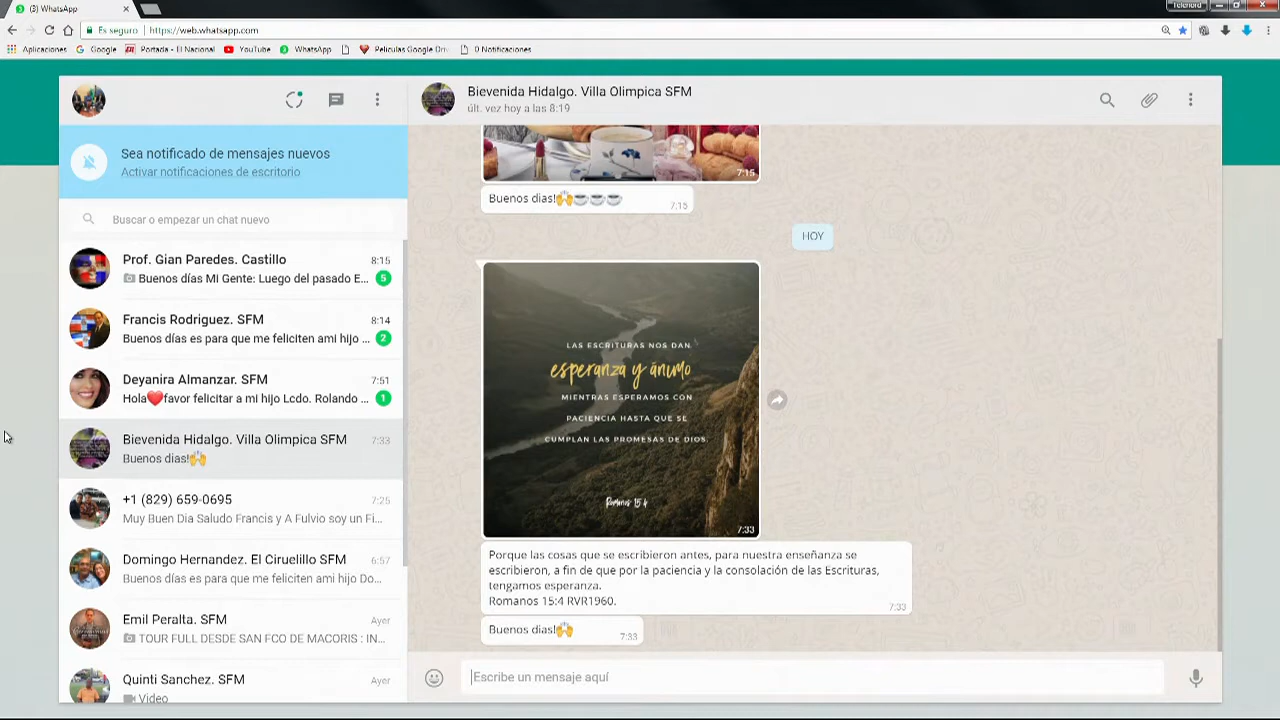 (3) WhatsApp
Telenord
Es seguro | https://web.whatsapp.com
Aplicaciones
Google
Portada - El Nacional
YouTube
WhatsApp
Peliculas Google Dri
0 Notificaciones
Sea notificado de mensajes nuevos
Activar notificaciones de escritorio
Buscar o empezar un chat nuevo
Prof. Gian Paredes. Castillo
8:15
Buenos días MI Gente: Luego del pasado E...
5
Francis Rodriguez. SFM
8:14
Buenos días es para que me feliciten ami hijo ...
2
Deyanira Almanzar. SFM
7:51
Hola❤️favor felicitar a mi hijo Lcdo. Rolando ...
1
Bievenida Hidalgo. Villa Olimpica SFM
7:33
Buenos dias!🙌
+1 (829) 659-0695
7:25
Muy Buen Dia Saludo Francis y A Fulvio soy un Fi...
Domingo Hernandez. El Ciruelillo SFM
6:57
Buenos días es para que me feliciten ami hijo Do...
Emil Peralta. SFM
Ayer
TOUR FULL DESDE SAN FCO DE MACORIS : IN...
Quinti Sanchez. SFM
Ayer
Video
Bievenida Hidalgo. Villa Olimpica SFM
últ. vez hoy a las 8:19
7:15
Buenos dias!🙌☕☕☕
7:15
HOY
LAS ESCRITURAS NOS DAN
esperanza y ánimo
MIENTRAS ESPERAMOS CON
PACIENCIA HASTA QUE SE
CUMPLAN LAS PROMESAS DE DIOS.
Romanos 15:4
7:33
Porque las cosas que se escribieron antes, para nuestra enseñanza se
escribieron, a fin de que por la paciencia y la consolación de las Escrituras,
tengamos esperanza.
Romanos 15:4 RVR1960.
7:33
Buenos dias!🙌
7:33
Escribe un mensaje aquí